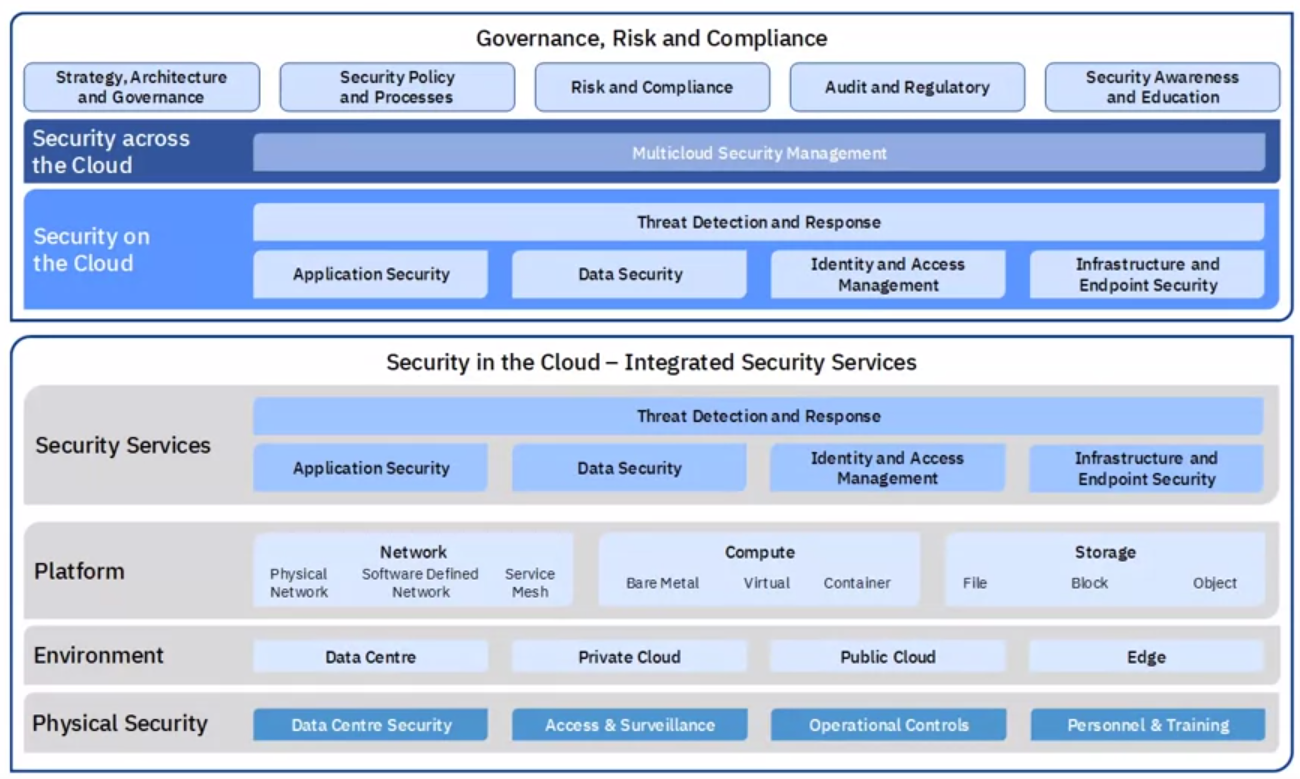 Governance, Risk and Compliance
Strategy, Architecture
and Governance
Security Policy
and Processes
Risk and Compliance
Audit and Regulatory
Security Awareness
and Education
Security across
the Cloud
Multicloud Security Management
Security on
the Cloud
Threat Detection and Response
Application Security
Data Security
Identity and Access
Management
Infrastructure and
Endpoint Security
Security in the Cloud – Integrated Security Services
Security Services
Threat Detection and Response
Application Security
Data Security
Identity and Access
Management
Infrastructure and
Endpoint Security
Platform
Network
Physical
Network
Software Defined
Network
Service
Mesh
Compute
Bare Metal
Virtual
Container
Storage
File
Block
Object
Environment
Data Centre
Private Cloud
Public Cloud
Edge
Physical Security
Data Centre Security
Access & Surveillance
Operational Controls
Personnel & Training